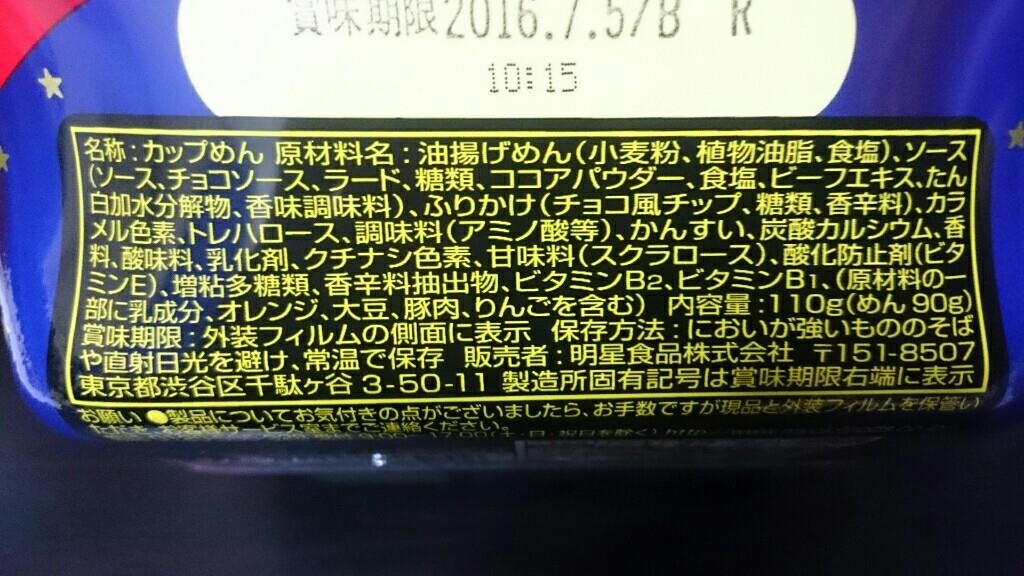 賞味期限2016.7.5/B R
10:15
名称:カップめん 原材料名:油揚げめん(小麦粉、植物油脂、食塩)、ソース
(ソース、チョコソース、ラード、糖類、ココアパウダー、食塩、ビーフエキス、たん
白加水分解物、香味調味料)、ふりかけ(チョコ風チップ、糖類、香辛料)、カラ
メル色素、トレハロース、調味料(アミノ酸等)、かんすい、炭酸カルシウム、香
料、酸味料、乳化剤、クチナシ色素、甘味料(スクラロース)、酸化防止剤(ビタ
ミンE)、増粘多糖類、香辛料抽出物、ビタミンB2、ビタミンB1、(原材料の一
部に乳成分、オレンジ、大豆、豚肉、りんごを含む) 内容量:110g(めん 90g)
賞味期限:外装フィルムの側面に表示 保存方法:においが強いもののそば
や直射日光を避け、常温で保存 販売者:明星食品株式会社 〒151-8507
東京都渋谷区千駄ヶ谷 3-50-11 製造所固有記号は賞味期限右端に表示
お願い ●製品についてお気付きの点がございましたら、お手数ですが現品と外装フィルムを保管い
までご連絡ください。